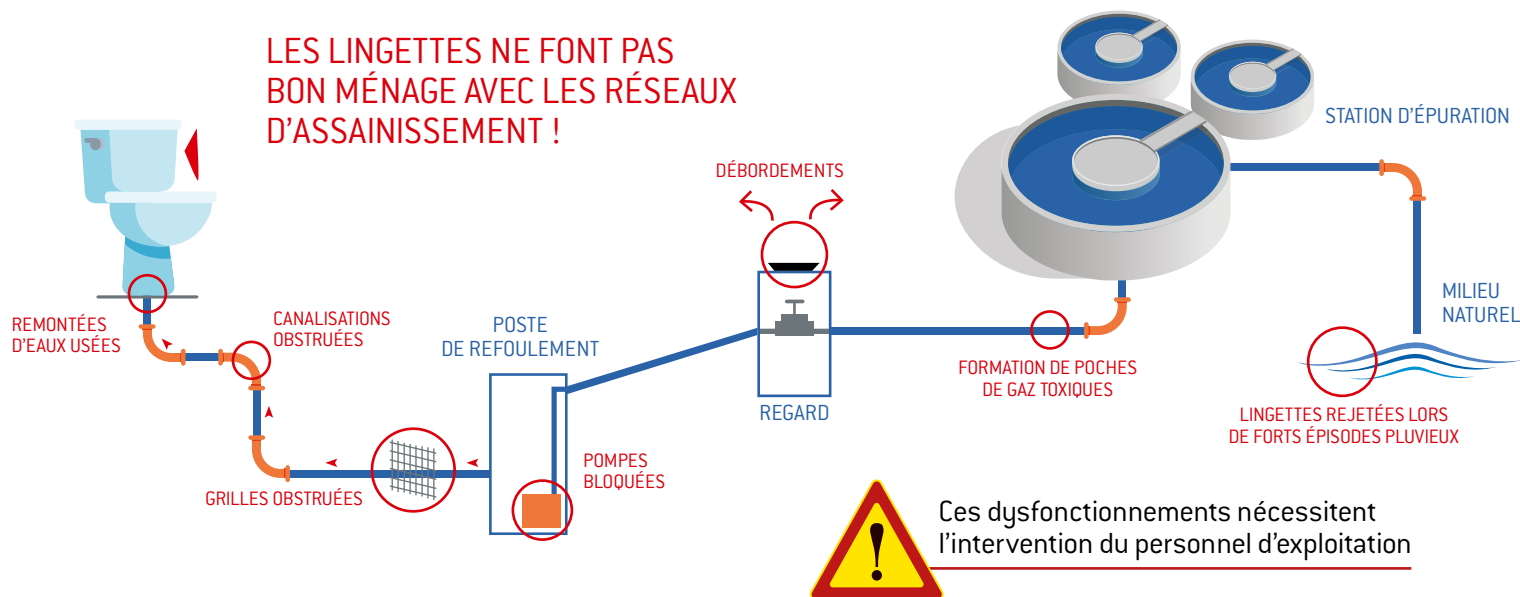 LES LINGETTES NE FONT PAS
BON MÉNAGE AVEC LES RÉSEAUX
D'ASSAINISSEMENT !
STATION D'ÉPURATION
DÉBORDEMENTS
REMONTÉES
D'EAUX USÉES
CANALISATIONS
OBSTRUÉES
POSTE
DE REFOULEMENT
MILIEU
NATUREL
FORMATION DE POCHES
DE GAZ TOXIQUES
REGARD
LINGETTES REJETÉES LORS
DE FORTS ÉPISODES PLUVIEUX
GRILLES OBSTRUÉES
POMPES
BLOQUÉES
!
Ces dysfonctionnements nécessitent
l'intervention du personnel d'exploitation